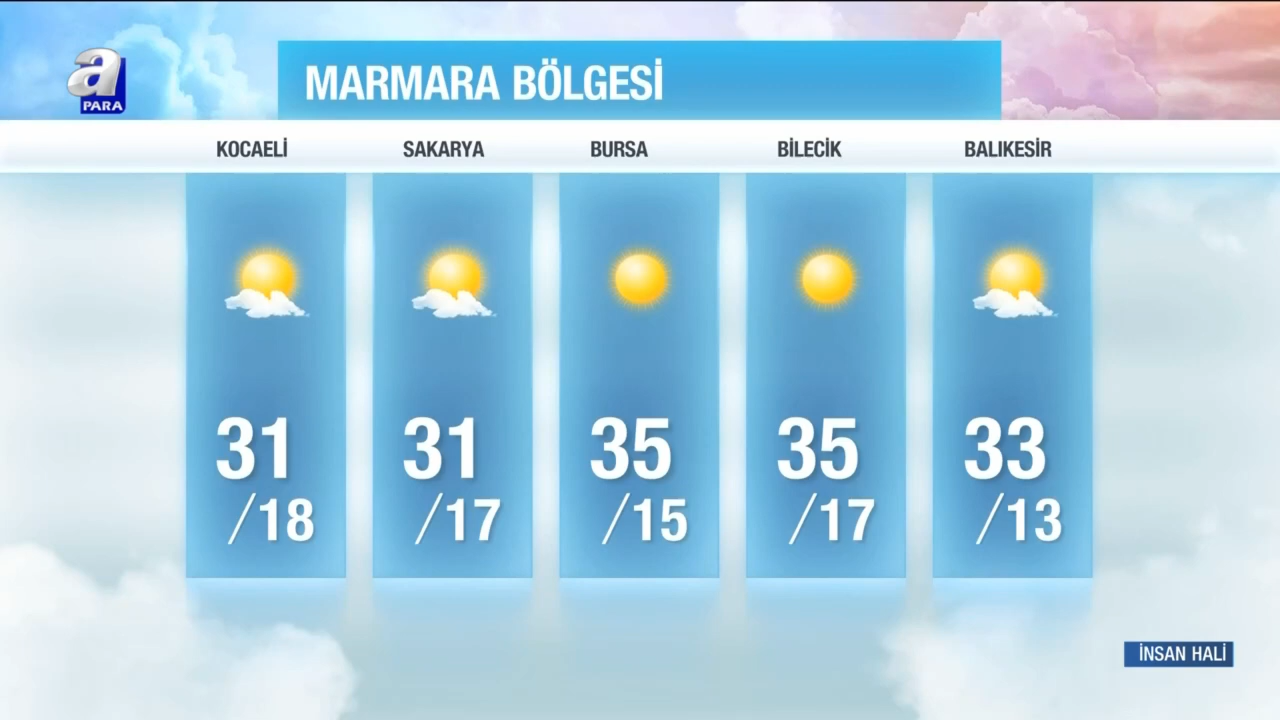 a
PARA
MARMARA BÖLGESİ
KOCAELİ SAKARYA BURSA BİLECİK BALIKESİR
31 31 35 35 33
/18 /17 /15 /17 /13
İNSAN HALİ